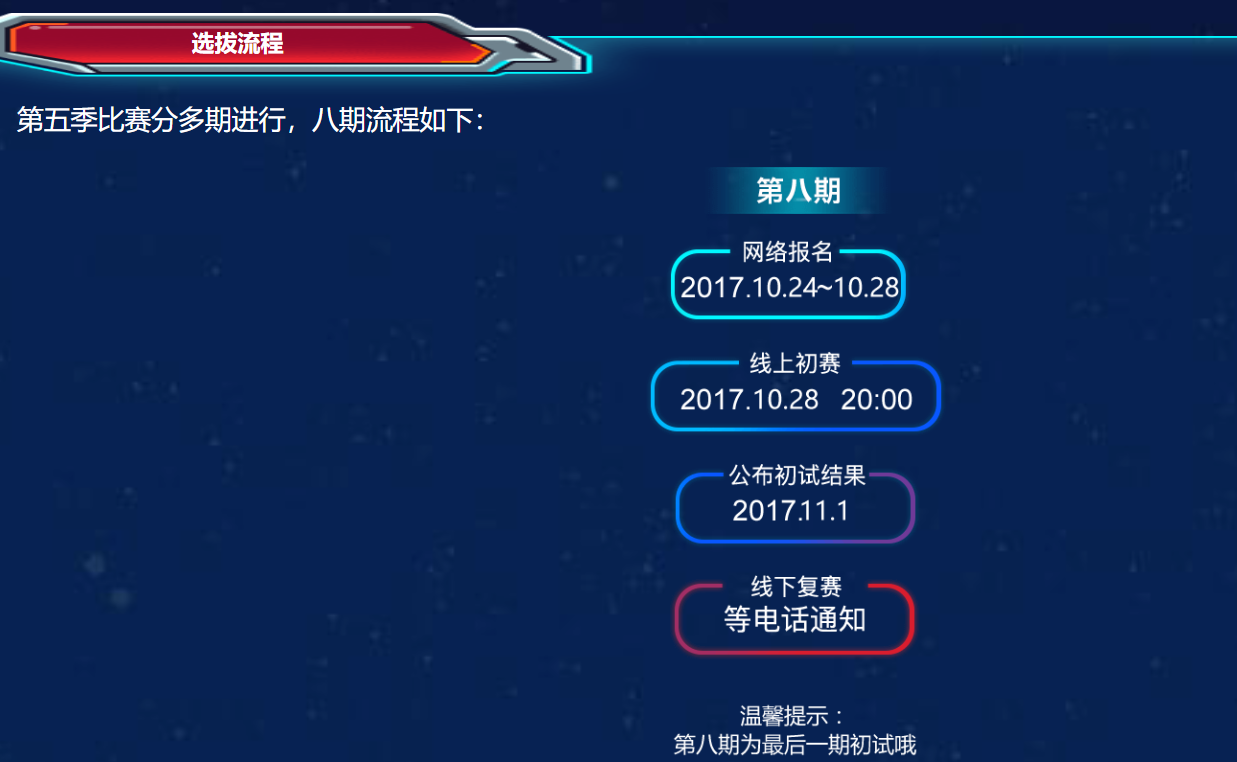 选拔流程
第五季比赛分多期进行，八期流程如下：
第八期
网络报名
2017.10.24~10.28
线上初赛
2017.10.28 20:00
公布初试结果
2017.11.1
线下复赛
等电话通知
温馨提示：
第八期为最后一期初试哦